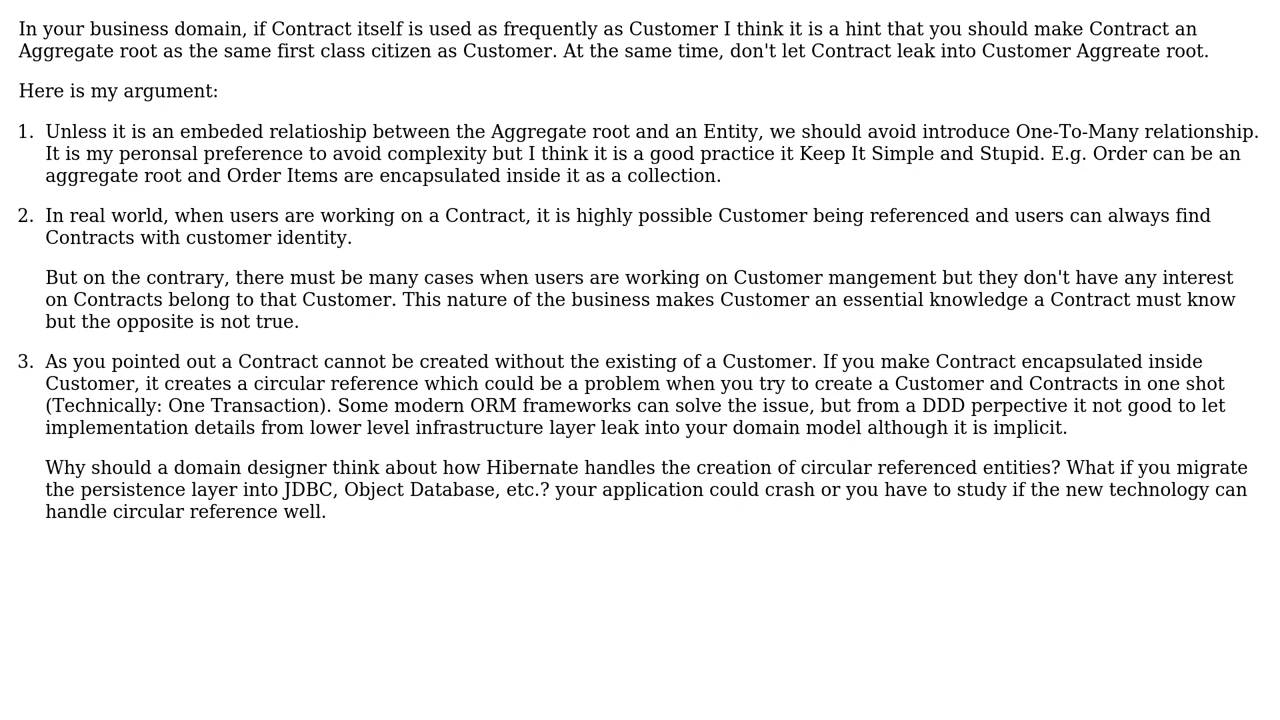 In your business domain, if Contract itself is used as frequently as Customer I think it is a hint that you should make Contract an
Aggregate root as the same first class citizen as Customer. At the same time, don't let Contract leak into Customer Aggreate root.
Here is my argument:
1. Unless it is an embeded relatioship between the Aggregate root and an Entity, we should avoid introduce One-To-Many relationship.
It is my peronsal preference to avoid complexity but I think it is a good practice it Keep It Simple and Stupid. E.g. Order can be an
aggregate root and Order Items are encapsulated inside it as a collection.
2. In real world, when users are working on a Contract, it is highly possible Customer being referenced and users can always find
Contracts with customer identity.
But on the contrary, there must be many cases when users are working on Customer mangement but they don't have any interest
on Contracts belong to that Customer. This nature of the business makes Customer an essential knowledge a Contract must know
but the opposite is not true.
3. As you pointed out a Contract cannot be created without the existing of a Customer. If you make Contract encapsulated inside
Customer, it creates a circular reference which could be a problem when you try to create a Customer and Contracts in one shot
(Technically: One Transaction). Some modern ORM frameworks can solve the issue, but from a DDD perpective it not good to let
implementation details from lower level infrastructure layer leak into your domain model although it is implicit.
Why should a domain designer think about how Hibernate handles the creation of circular referenced entities? What if you migrate
the persistence layer into JDBC, Object Database, etc.? your application could crash or you have to study if the new technology can
handle circular reference well.